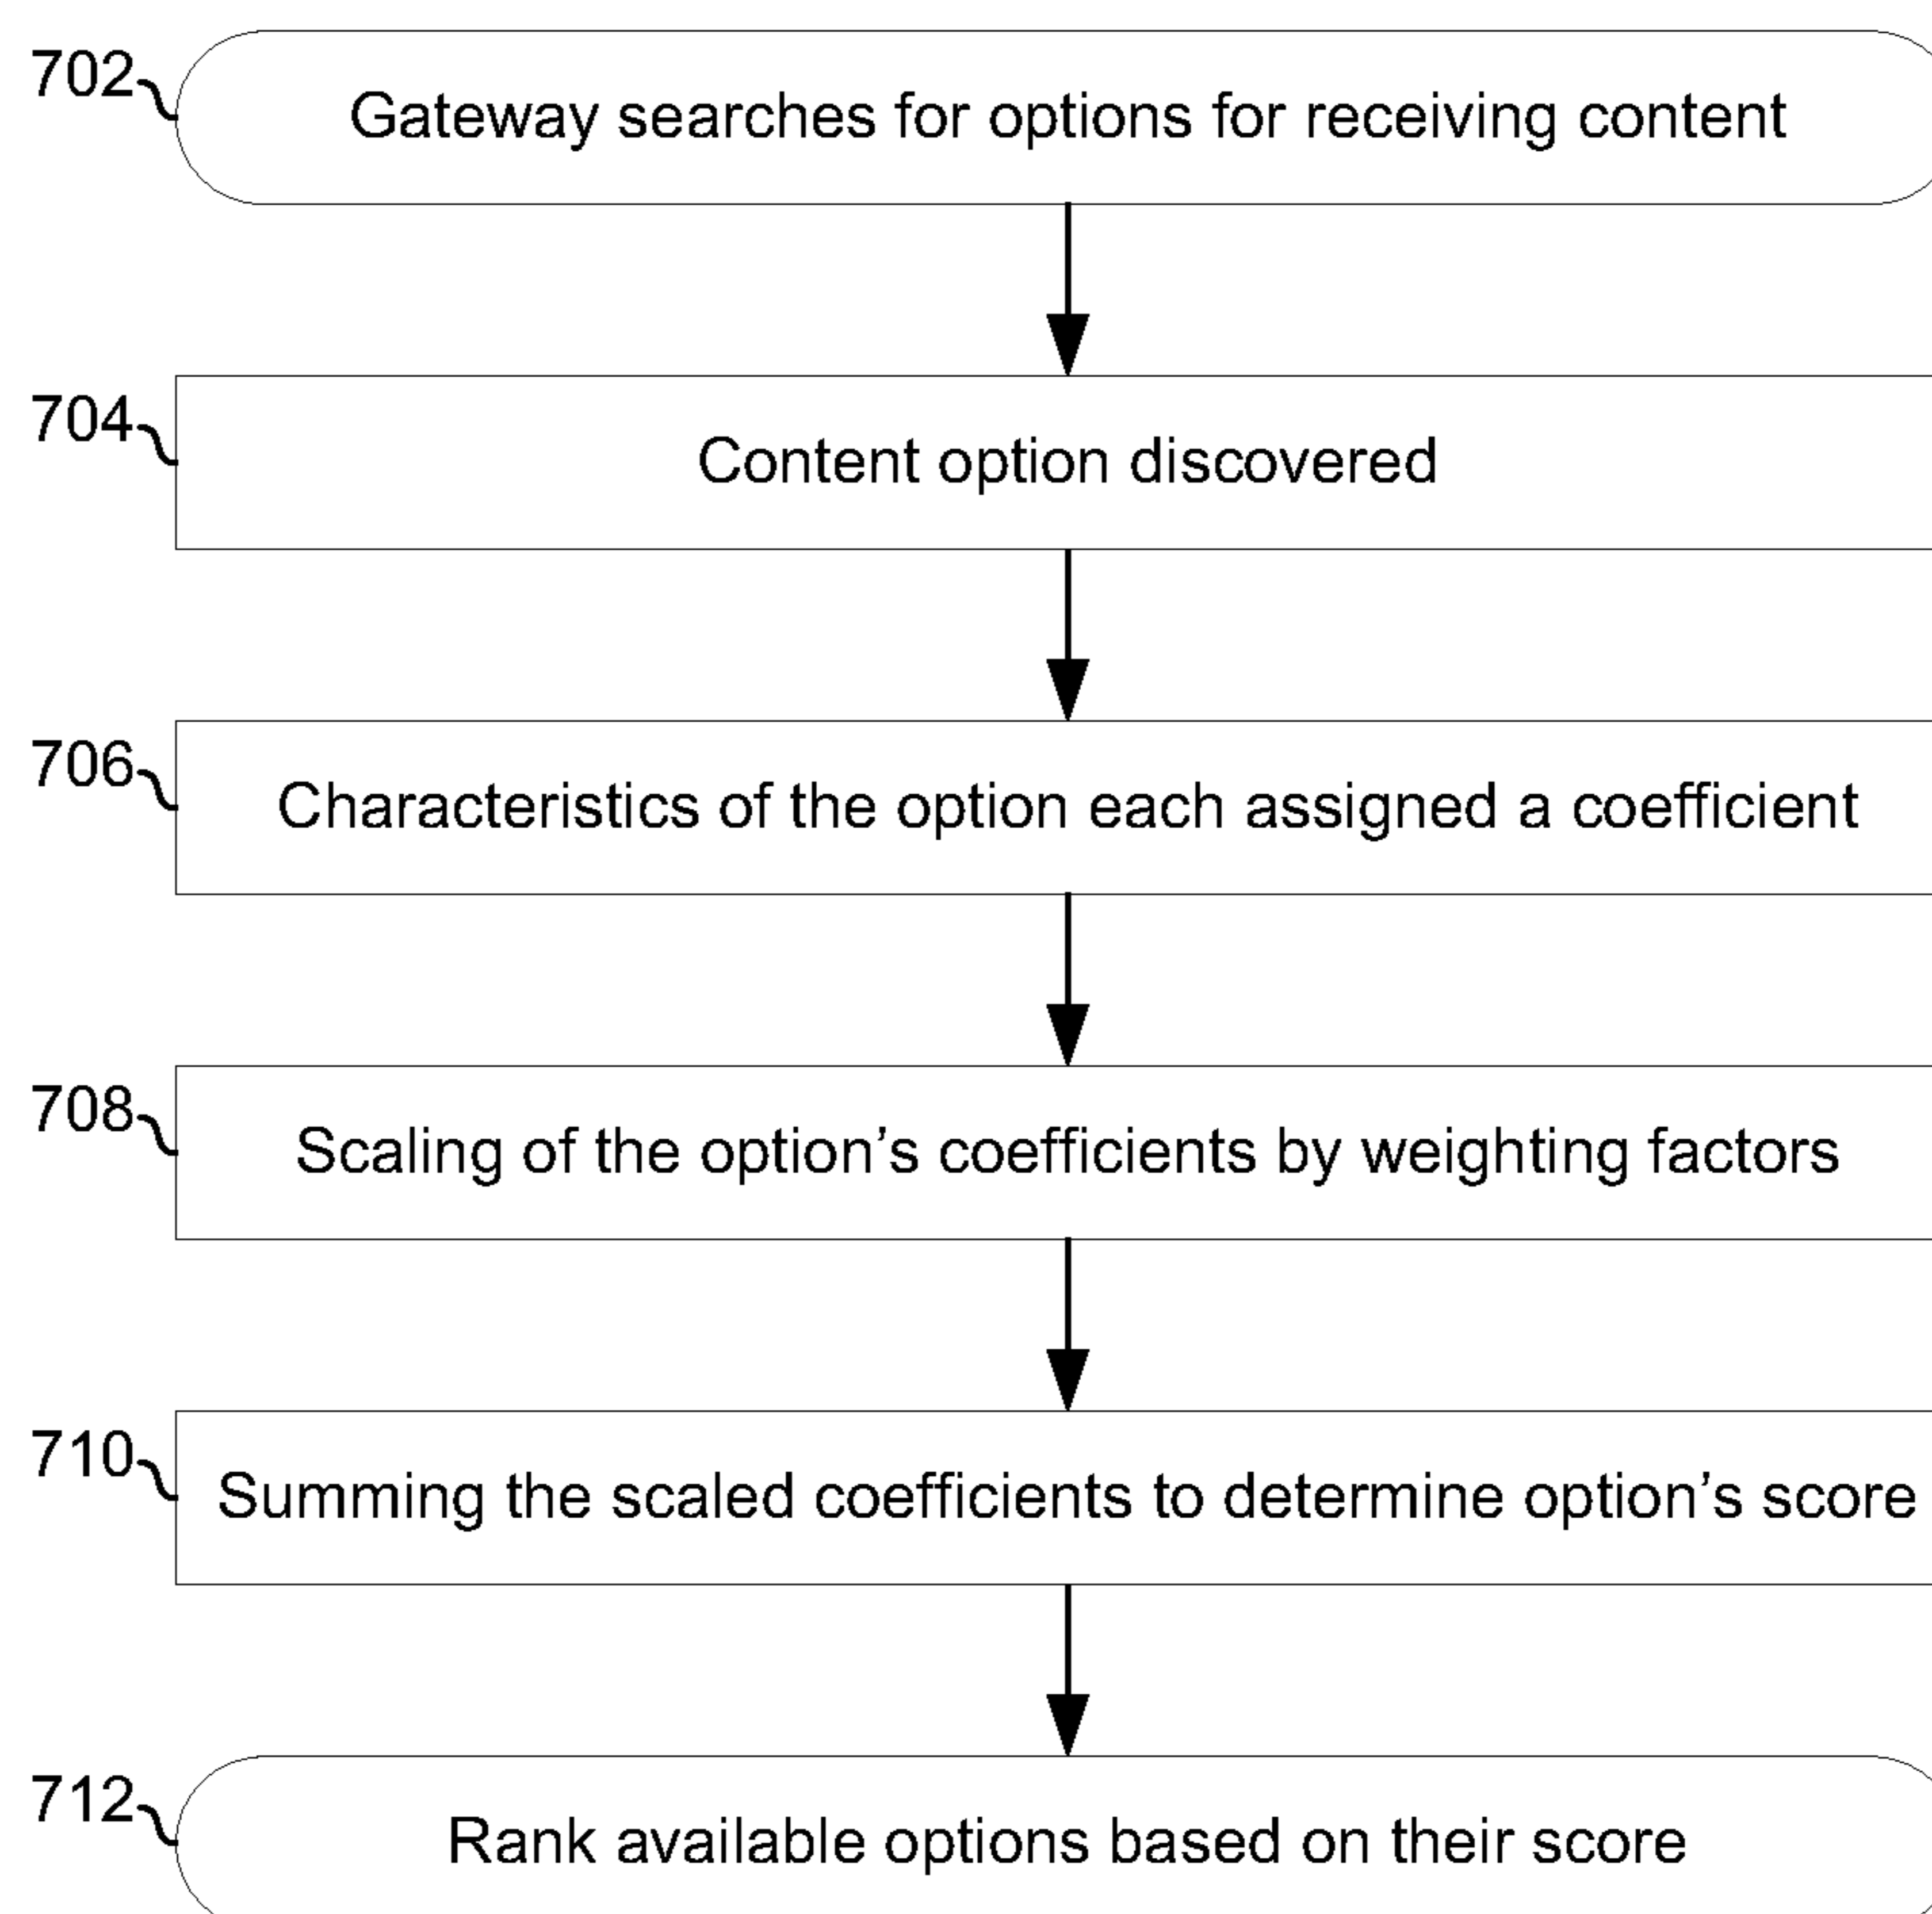 702
Gateway searches for options for receiving content
704
Content option discovered
706
Characteristics of the option each assigned a coefficient
708
Scaling of the option’s coefficients by weighting factors
710
Summing the scaled coefficients to determine option’s score
712
Rank available options based on their score